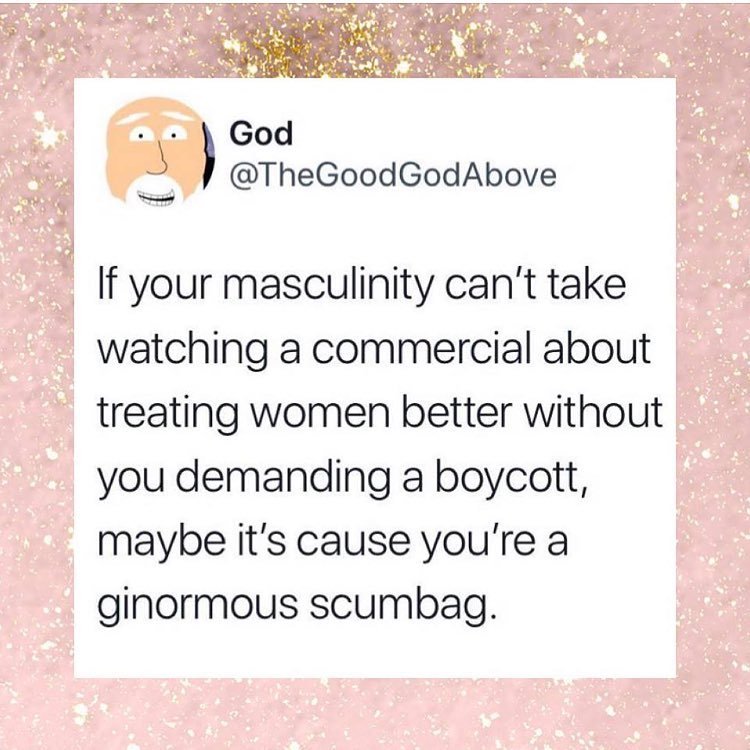 God
@TheGoodGodAbove
If your masculinity can't take
watching a commercial about
treating women better without
you demanding a boycott,
maybe it's cause you're a
ginormous scumbag.